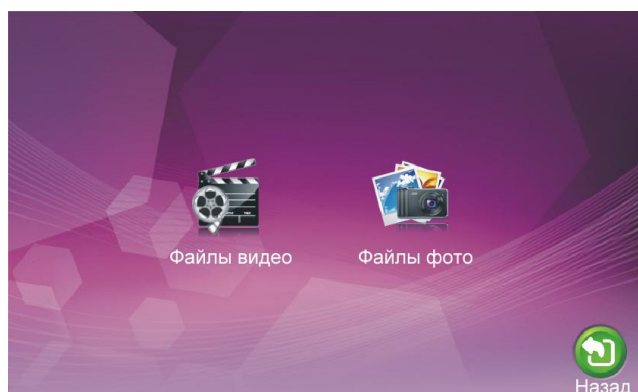 Файлы видео
Файлы фото
Назад